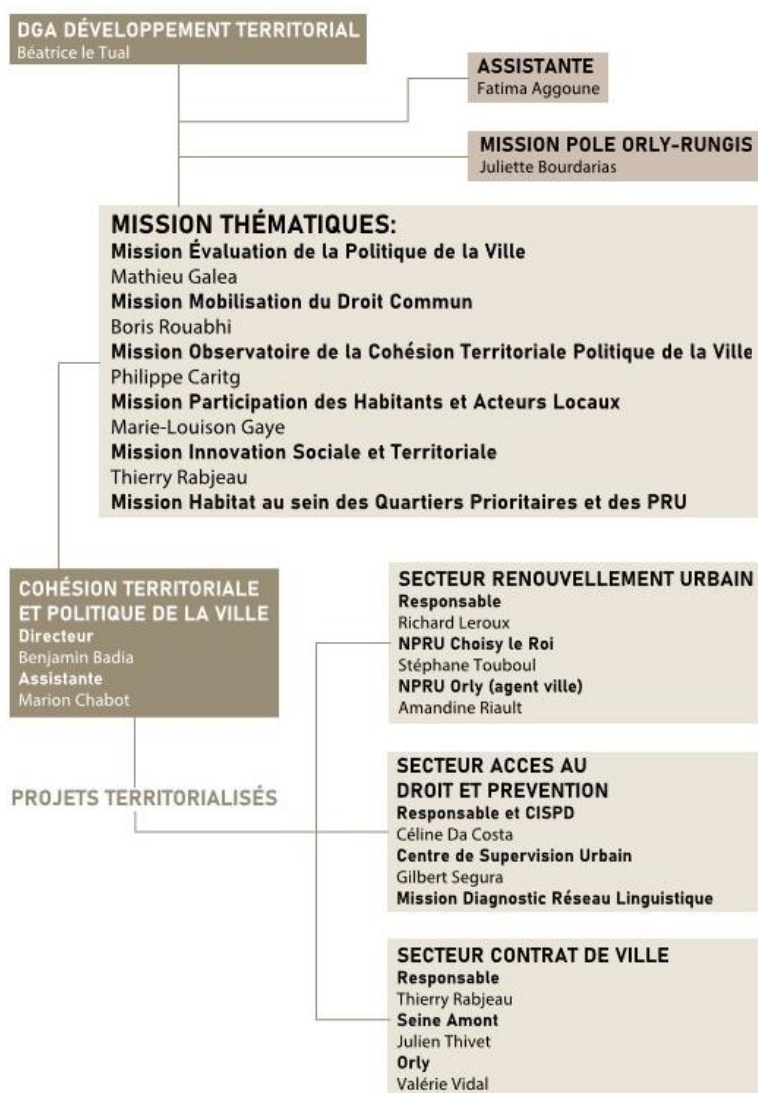 DGA DÉVELOPPEMENT TERRITORIAL
Béatrice le Tual
ASSISTANTE
Fatima Aggoune
MISSION POLE ORLY-RUNGIS
Juliette Bourdarias
MISSION THÉMATIQUES:
Mission Évaluation de la Politique de la Ville
Mathieu Galea
Mission Mobilisation du Droit Commun
Boris Rouabhi
Mission Observatoire de la Cohésion Territoriale Politique de la Ville
Philippe Caritg
Mission Participation des Habitants et Acteurs Locaux
Marie-Louison Gaye
Mission Innovation Sociale et Territoriale
Thierry Rabjeau
Mission Habitat au sein des Quartiers Prioritaires et des PRU
COHÉSION TERRITORIALE
ET POLITIQUE DE LA VILLE
Directeur
Benjamin Badia
Assistante
Marion Chabot
PROJETS TERRITORIALISÉS
SECTEUR RENOUVELLEMENT URBAIN
Responsable
Richard Leroux
NPRU Choisy le Roi
Stéphane Touboul
NPRU Orly (agent ville)
Amandine Riault
SECTEUR ACCES AU
DROIT ET PREVENTION
Responsable et CISPD
Céline Da Costa
Centre de Supervision Urbain
Gilbert Segura
Mission Diagnostic Réseau Linguistique
SECTEUR CONTRAT DE VILLE
Responsable
Thierry Rabjeau
Seine Amont
Julien Thivet
Orly
Valérie Vidal